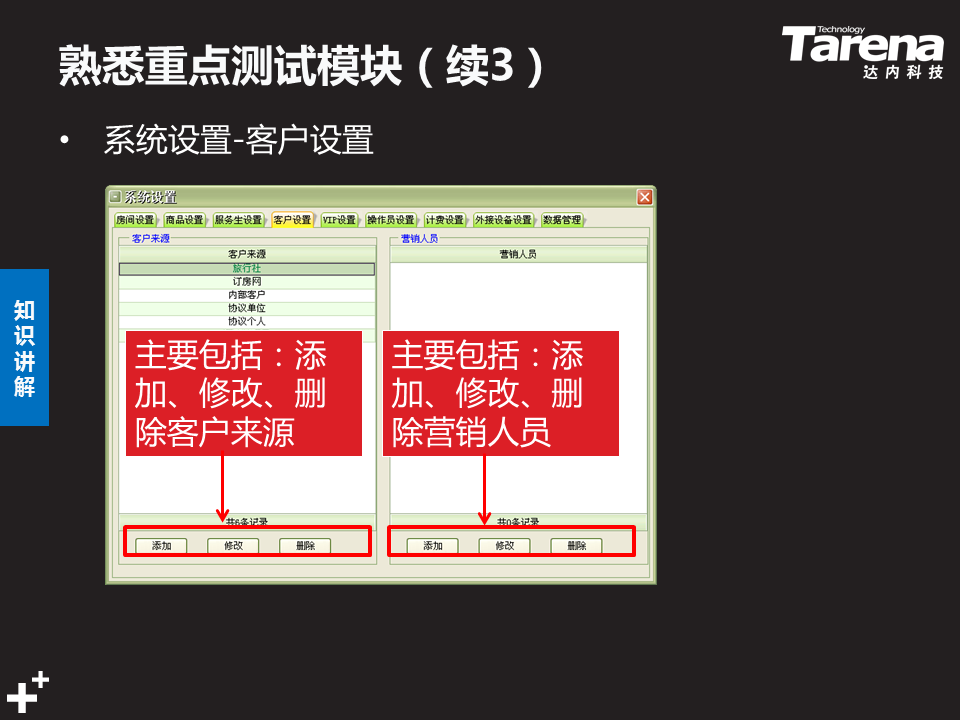 熟悉重点测试模块（续3）
Technology
Tarena
达内科技
• 系统设置-客户设置
系统设置
房间设置 商品设置 服务生设置 客户设置 VIP设置 操作员设置 计费设置 外接设备设置 数据管理
客户来源
客户来源
旅行社
订房网
内部客户
协议单位
协议个人
主要包括：添
加、修改、删
除客户来源
共6条记录
添加 修改 删除
营销人员
营销人员
主要包括：添
加、修改、删
除营销人员
共0条记录
添加 修改 删除
知
识
讲
解